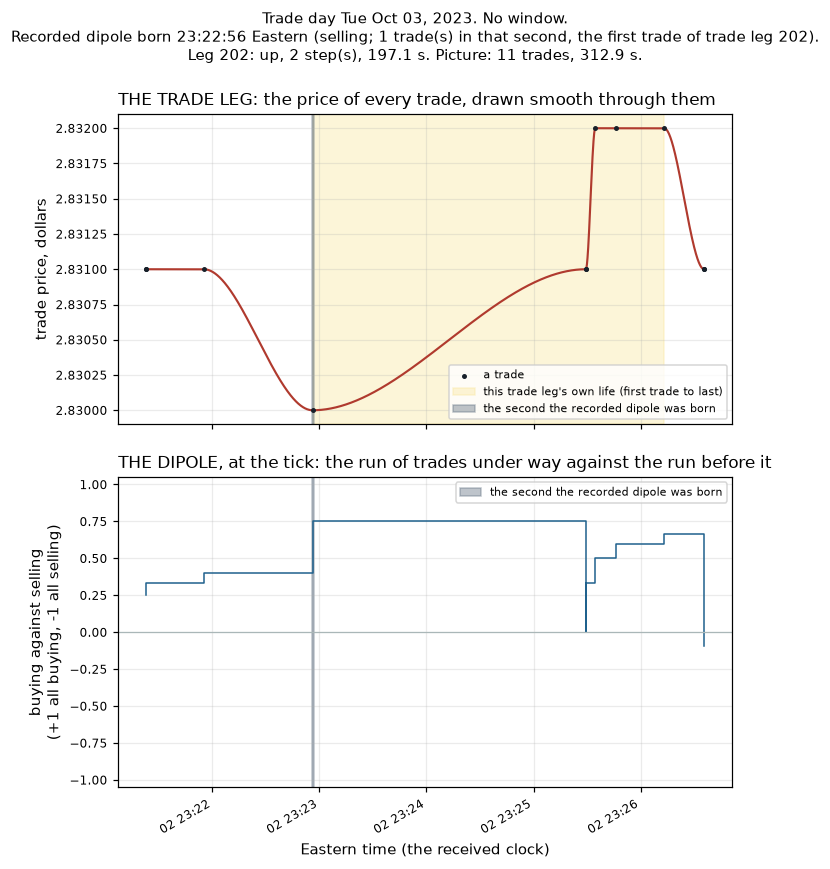 Trade day Tue Oct 03, 2023. No window.
Recorded dipole born 23:22:56 Eastern (selling; 1 trade(s) in that second, the first trade of trade leg 202).
Leg 202: up, 2 step(s), 197.1 s. Picture: 11 trades, 312.9 s.
THE TRADE LEG: the price of every trade, drawn smooth through them
2.83200
2.83175
2.83150
2.83125
2.83100
2.83075
2.83050
2.83025
2.83000
trade price, dollars
a trade
this trade leg's own life (first trade to last)
the second the recorded dipole was born
THE DIPOLE, at the tick: the run of trades under way against the run before it
the second the recorded dipole was born
1.00
0.75
0.50
0.25
0.00
−0.25
−0.50
−0.75
−1.00
buying against selling
(+1 all buying, -1 all selling)
02 23:22
02 23:23
02 23:24
02 23:25
02 23:26
Eastern time (the received clock)